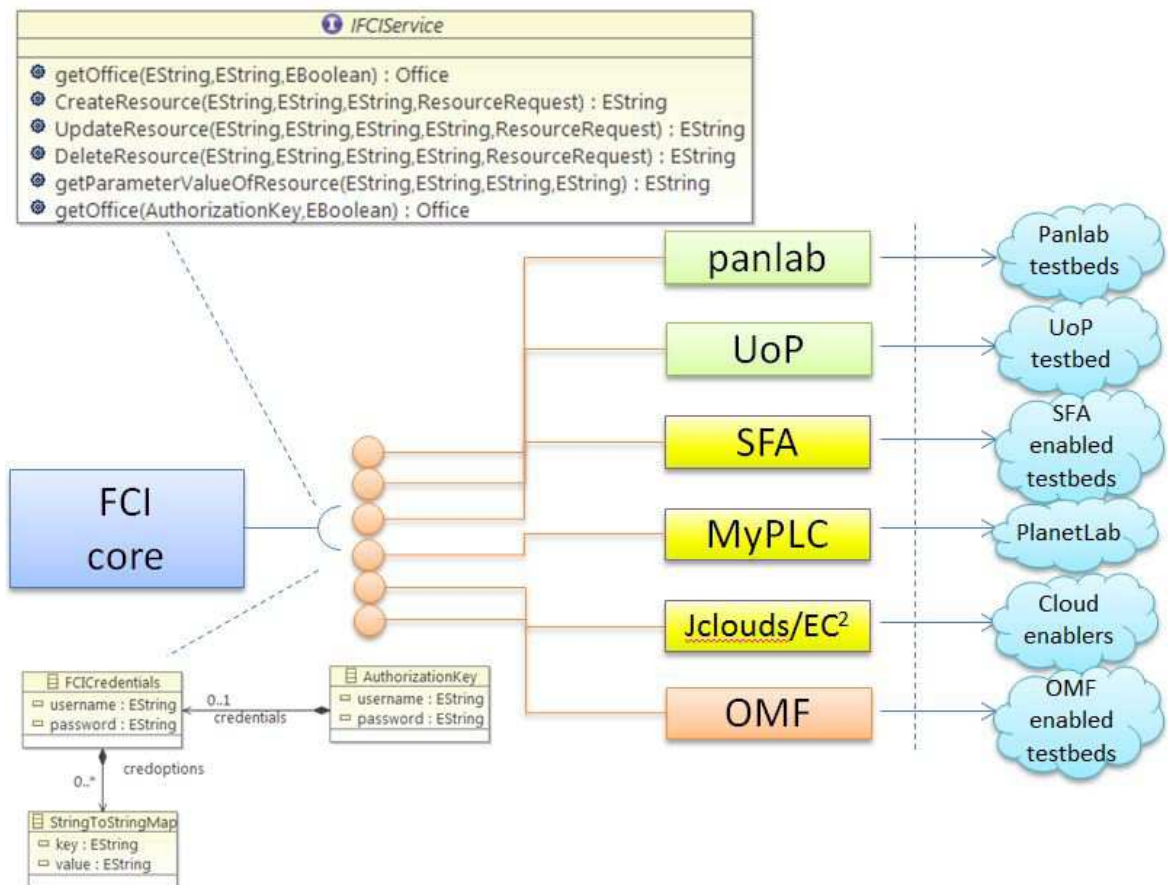 IFCIService
getOffice(EString,EString,EBoolean) : Office
CreateResource(EString,EString,EString,ResourceRequest) : EString
UpdateResource(EString,EString,EString,EString,ResourceRequest) : EString
DeleteResource(EString,EString,EString,EString,ResourceRequest) : EString
getParameterValueOfResource(EString,EString,EString,EString) : EString
getOffice(AuthorizationKey,EBoolean) : Office
panlab
Panlab
testbeds
UoP
UoP
testbed
SFA
SFA
enabled
testbeds
FCI
core
MyPLC
PlanetLab
Jclouds/EC²
Cloud
enablers
OMF
OMF
enabled
testbeds
FCICredentials
username : EString
password : EString
0..1
credentials
AuthorizationKey
username : EString
password : EString
credoptions
0..*
StringToStringMap
key : EString
value : EString